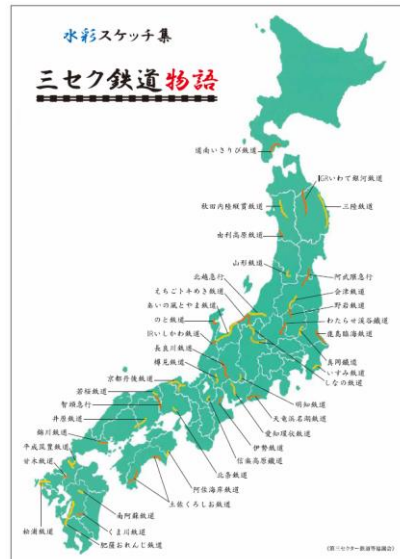 水彩スケッチ集
三セク鉄道物語
道南いさりび鉄道
IGRいわて銀河鉄道
秋田内陸縦貫鉄道
三陸鉄道
由利高原鉄道
山形鉄道
阿武隈急行
北越急行
会津鉄道
えちごトキめき鉄道
野岩鉄道
あいの風とやま鉄道
わたらせ渓谷鐵道
のと鉄道
鹿島臨海鉄道
IRいしかわ鉄道
真岡鐵道
長良川鉄道
いすみ鉄道
樽見鉄道
しなの鉄道
京都丹後鉄道
明知鉄道
若桜鉄道
天竜浜名湖鉄道
智頭急行
愛知環状鉄道
井原鉄道
伊勢鉄道
錦川鉄道
信楽高原鐵道
平成筑豊鉄道
北条鉄道
甘木鉄道
阿佐海岸鉄道
南阿蘇鉄道
土佐くろしお鉄道
松浦鉄道
くま川鉄道
肥薩おれんじ鉄道
(第三セクター鉄道等協議会)